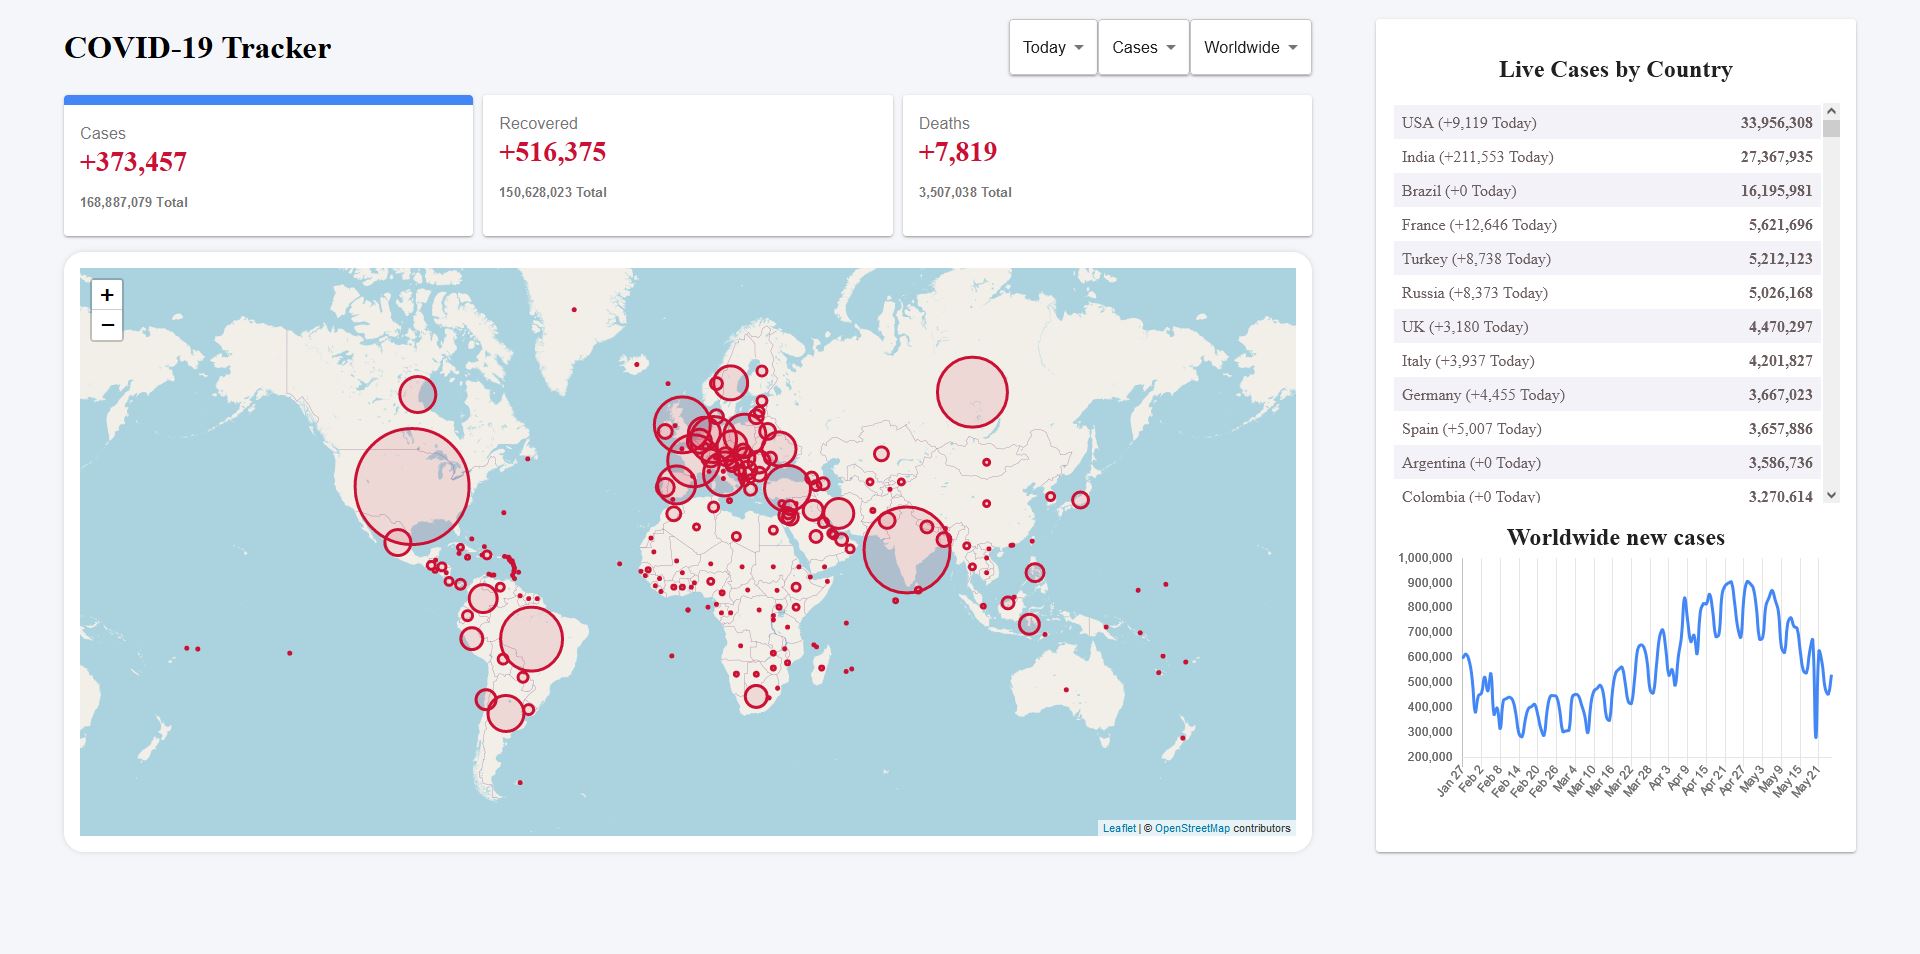 COVID-19 Tracker
Today
Cases
Worldwide
Cases
+373,457
168,887,079 Total
Recovered
+516,375
150,628,023 Total
Deaths
+7,819
3,507,038 Total
+
−
Leaflet | © OpenStreetMap contributors
Live Cases by Country
USA (+9,119 Today) 33,956,308
India (+211,553 Today) 27,367,935
Brazil (+0 Today) 16,195,981
France (+12,646 Today) 5,621,696
Turkey (+8,738 Today) 5,212,123
Russia (+8,373 Today) 5,026,168
UK (+3,180 Today) 4,470,297
Italy (+3,937 Today) 4,201,827
Germany (+4,455 Today) 3,667,023
Spain (+5,007 Today) 3,657,886
Argentina (+0 Today) 3,586,736
Colombia (+0 Today) 3,270,614
Worldwide new cases
1,000,000
900,000
800,000
700,000
600,000
500,000
400,000
300,000
200,000
Jan 27
Feb 2
Feb 8
Feb 14
Feb 20
Feb 26
Mar 4
Mar 10
Mar 16
Mar 22
Mar 28
Apr 3
Apr 9
Apr 15
Apr 21
Apr 27
May 3
May 9
May 15
May 21